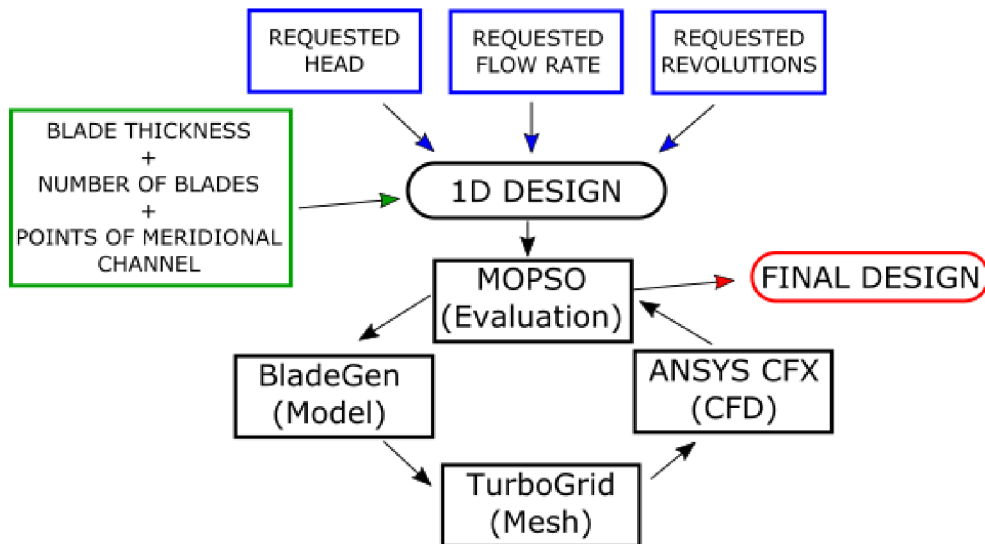 REQUESTED
HEAD
REQUESTED
FLOW RATE
REQUESTED
REVOLUTIONS
BLADE THICKNESS
+
NUMBER OF BLADES
+
POINTS OF MERIDIONAL
CHANNEL
1D DESIGN
MOPSO
(Evaluation)
FINAL DESIGN
BladeGen
(Model)
ANSYS CFX
(CFD)
TurboGrid
(Mesh)